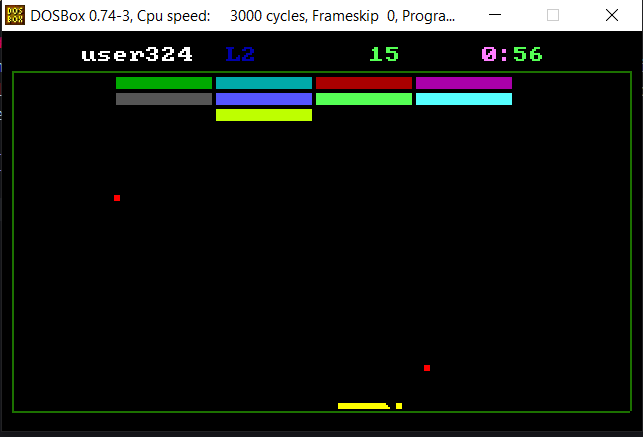 DOSBox 0.74-3, Cpu speed: 3000 cycles, Frameskip 0, Progra...
user324 L2 15 0:56